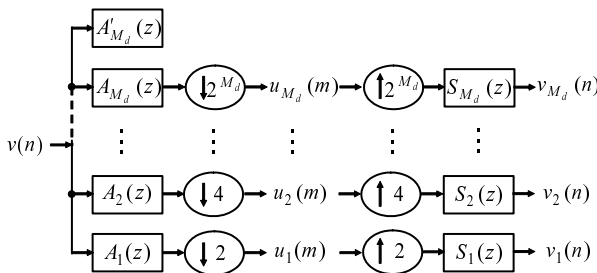 A′_{M_d}(z)
A_{M_d}(z) ↓2^{M_d} u_{M_d}(m) ↑2^{M_d} S_{M_d}(z) v_{M_d}(n)
v(n)
A_2(z) ↓4 u_2(m) ↑4 S_2(z) v_2(n)
A_1(z) ↓2 u_1(m) ↑2 S_1(z) v_1(n)